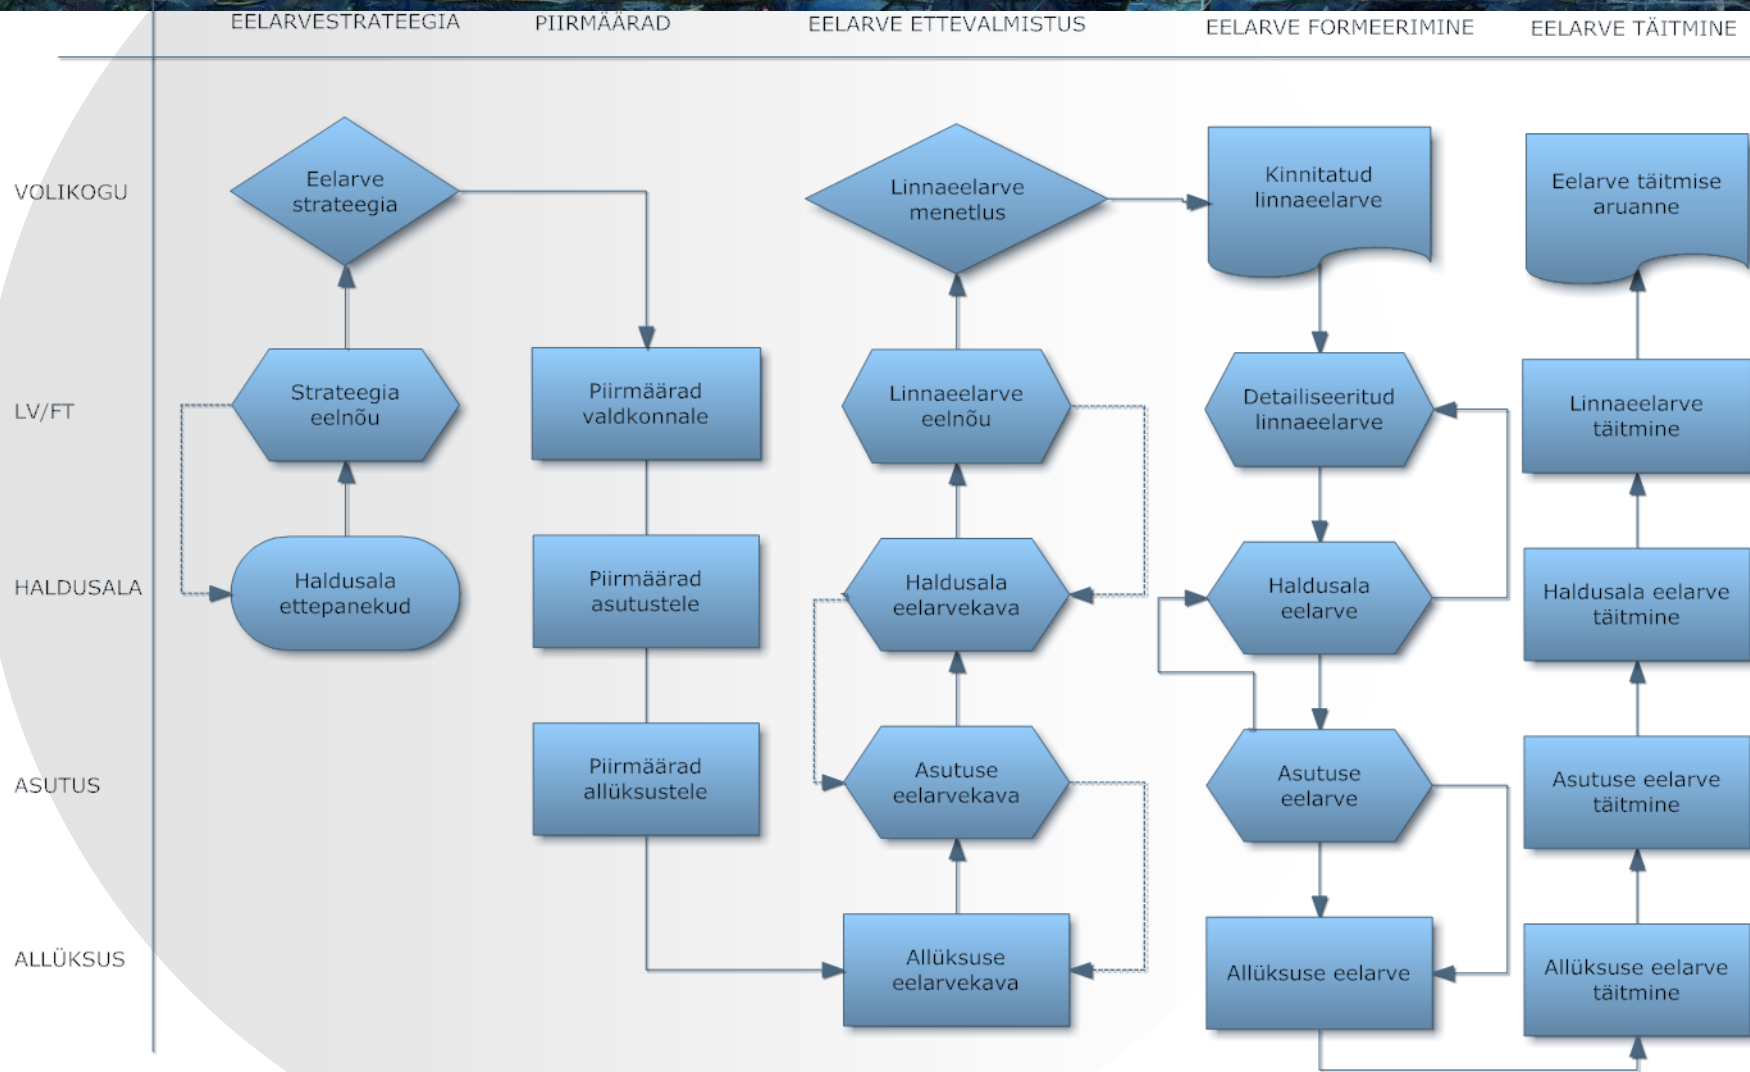 EELARVESTRATEEGIA
PIIRMÄÄRAD
EELARVE ETTEVALMISTUS
EELARVE FORMEERIMINE
EELARVE TÄITMINE
VOLIKOGU
Eelarve
strateegia
Linnaeelarve
menetlus
Kinnitatud
linnaeelarve
Eelarve täitmise
aruanne
LV/FT
Strateegia
eelnõu
Piirmäärad
valdkonnale
Linnaeelarve
eelnõu
Detailiseeritud
linnaeelarve
Linnaeelarve
täitmine
HALDUSALA
Haldusala
ettepanekud
Piirmäärad
asutustele
Haldusala
eelarvekava
Haldusala
eelarve
Haldusala eelarve
täitmine
ASUTUS
Piirmäärad
allüksustele
Asutuse
eelarvekava
Asutuse
eelarve
Asutuse eelarve
täitmine
ALLÜKSUS
Allüksuse
eelarvekava
Allüksuse eelarve
Allüksuse eelarve
täitmine